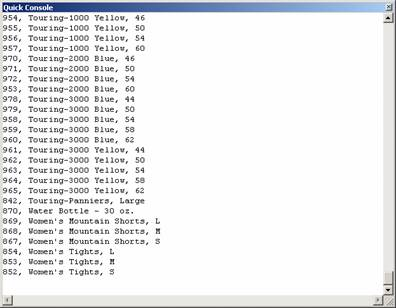 Quick Console
954, Touring-1000 Yellow, 46
955, Touring-1000 Yellow, 50
956, Touring-1000 Yellow, 54
957, Touring-1000 Yellow, 60
970, Touring-2000 Blue, 46
971, Touring-2000 Blue, 50
972, Touring-2000 Blue, 54
953, Touring-2000 Blue, 60
978, Touring-3000 Blue, 44
979, Touring-3000 Blue, 50
958, Touring-3000 Blue, 54
959, Touring-3000 Blue, 58
960, Touring-3000 Blue, 62
961, Touring-3000 Yellow, 44
962, Touring-3000 Yellow, 50
963, Touring-3000 Yellow, 54
964, Touring-3000 Yellow, 58
965, Touring-3000 Yellow, 62
842, Touring-Panniers, Large
870, Water Bottle - 30 oz.
869, Women's Mountain Shorts, L
868, Women's Mountain Shorts, M
867, Women's Mountain Shorts, S
854, Women's Tights, L
853, Women's Tights, M
852, Women's Tights, S